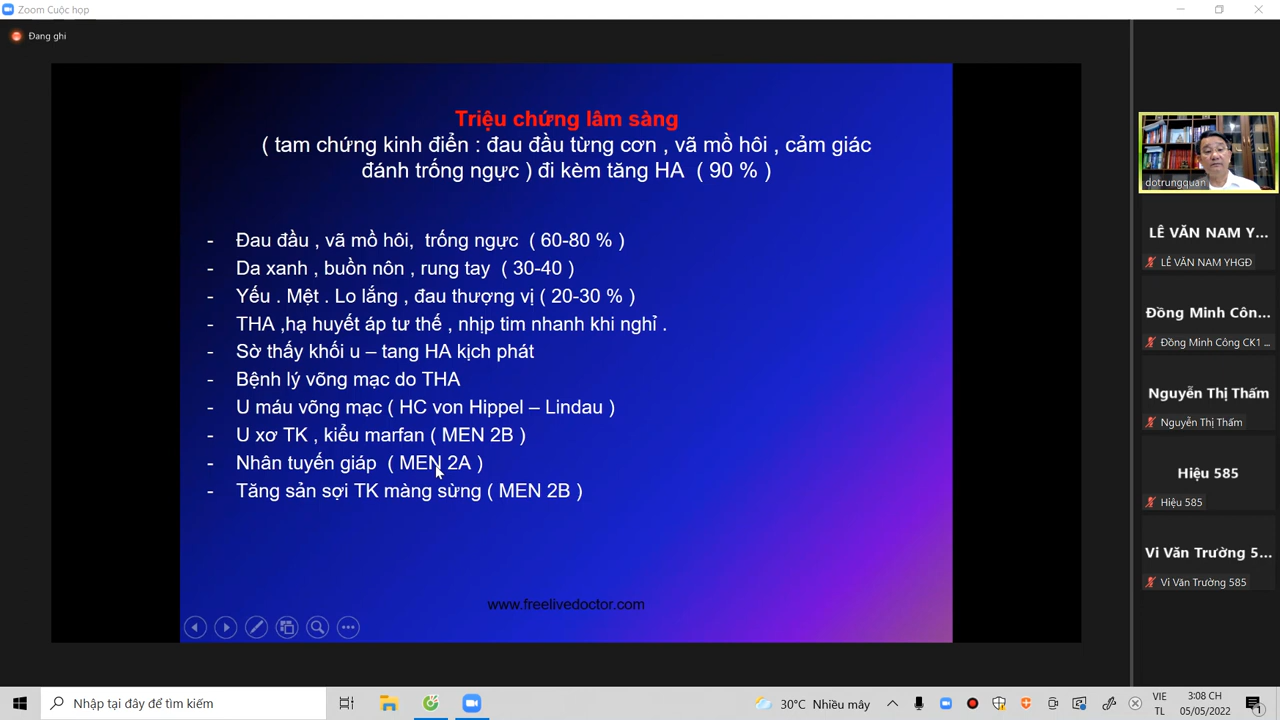 Zoom Cuộc họp
Đang ghi
Triệu chứng lâm sàng
( tam chứng kinh điển : đau đầu từng cơn , vã mồ hôi , cảm giác
đánh trống ngực ) đi kèm tăng HA ( 90 % )
- Đau đầu , vã mồ hôi, trống ngực ( 60-80 % )
- Da xanh , buồn nôn , rung tay ( 30-40 )
- Yếu . Mệt . Lo lắng , đau thượng vị ( 20-30 % )
- THA ,hạ huyết áp tư thế , nhịp tim nhanh khi nghỉ .
- Sờ thấy khối u – tang HA kịch phát
- Bệnh lý võng mạc do THA
- U máu võng mạc ( HC von Hippel – Lindau )
- U xơ TK , kiểu marfan ( MEN 2B )
- Nhân tuyến giáp ( MEN 2A )
- Tăng sản sợi TK màng sừng ( MEN 2B )
www.freelivedoctor.com
dotrungquan
LÊ VĂN NAM Y...
LÊ VĂN NAM YHGĐ
Đồng Minh Côn...
Đồng Minh Công CK1 ...
Nguyễn Thị Thấm
Nguyễn Thị Thấm
Hiệu 585
Hiệu 585
Vi Văn Trường 5...
Vi Văn Trường 585
Nhập tại đây để tìm kiếm
30°C Nhiều mây
VIE
TL
3:08 CH
05/05/2022
1